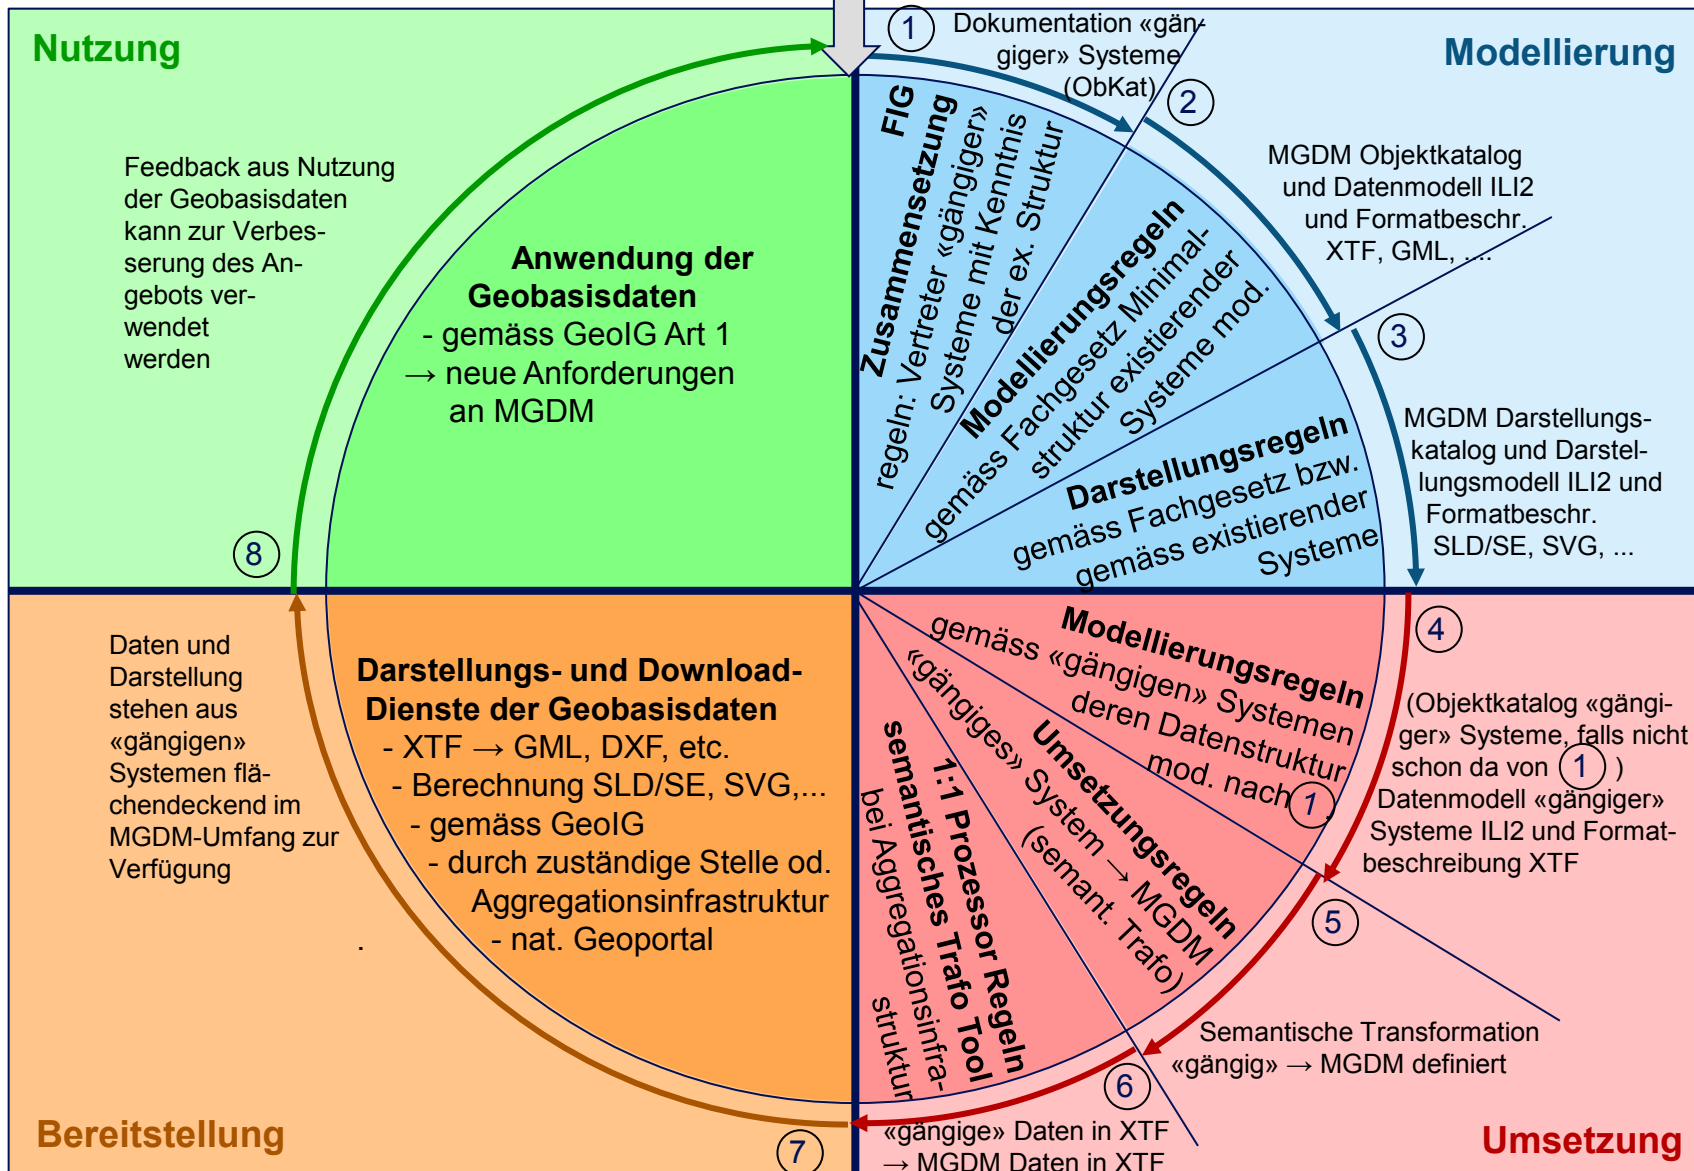 Nutzung
Modellierung
1
Dokumentation «gän-
giger» Systeme
(ObKat)
2
MGDM Objektkatalog
und Datenmodell ILI2
und Formatbeschr.
XTF, GML, ....
3
MGDM Darstellungs-
katalog und Darstel-
lungsmodell ILI2 und
Formatbeschr.
SLD/SE, SVG, ...
FIG
Zusammensetzung
regeln: Vertreter «gängiger»
Systeme mit Kenntnis
der ex. Struktur
Modellierungsregeln
gemäss Fachgesetz Minimal-
struktur existierender
Systeme mod.
Darstellungsregeln
gemäss Fachgesetz bzw.
gemäss existierender
Systeme
Feedback aus Nutzung
der Geobasisdaten
kann zur Verbes-
serung des An-
gebots ver-
wendet
werden
Anwendung der
Geobasisdaten
- gemäss GeoIG Art 1
→ neue Anforderungen
an MGDM
8
4
Modellierungsregeln
gemäss «gängigen» Systemen
deren Datenstruktur
mod. nach 1
(Objektkatalog «gängi-
ger» Systeme, falls nicht
schon da von 1 )
Datenmodell «gängiger»
Systeme ILI2 und Format-
beschreibung XTF
5
Umsetzungsregeln
«gängiges» System → MGDM
(semant. Trafo)
Semantische Transformation
«gängig» → MGDM definiert
6
1:1 Prozessor Regeln
semantisches Trafo Tool
bei Aggregationsinfra-
struktur
«gängige» Daten in XTF
→ MGDM Daten in XTF
Umsetzung
7
Daten und
Darstellung
stehen aus
«gängigen»
Systemen flä-
chendeckend im
MGDM-Umfang zur
Verfügung
Darstellungs- und Download-
Dienste der Geobasisdaten
- XTF → GML, DXF, etc.
- Berechnung SLD/SE, SVG,...
- gemäss GeoIG
- durch zuständige Stelle od.
Aggregationsinfrastruktur
- nat. Geoportal
.
Bereitstellung